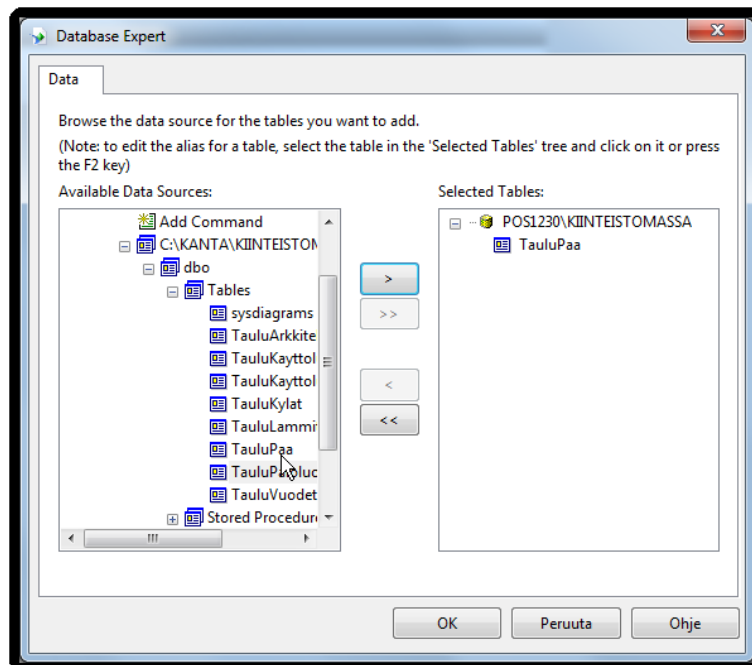 Database Expert
Data
Browse the data source for the tables you want to add.
(Note: to edit the alias for a table, select the table in the 'Selected Tables' tree and click on it or press
the F2 key)
Available Data Sources:
Selected Tables:
Add Command
C:\KANTA\KIINTEISTOM
dbo
Tables
sysdiagrams
TauluArkkite
TauluKayttol
TauluKayttol
TauluKylat
TauluLammi
TauluPaa
TauluVuodet
Stored Procedur
>
>>
<
<<
POS1230\KIINTEISTOMASSA
TauluPaa
OK
Peruuta
Ohje